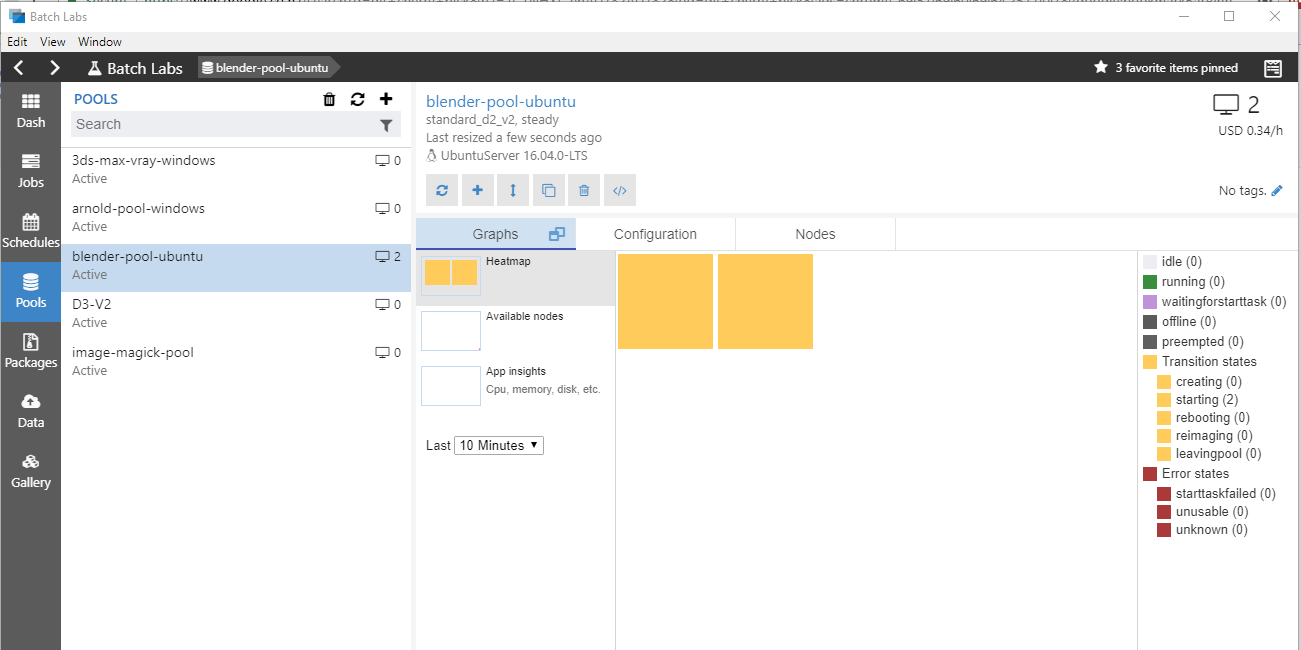 Batch Labs
Edit View Window
Batch Labs
blender-pool-ubuntu
3 favorite items pinned
Dash
Jobs
Schedules
Pools
Packages
Data
Gallery
POOLS
Search
3ds-max-vray-windows 0
Active
arnold-pool-windows 0
Active
blender-pool-ubuntu 2
Active
D3-V2 0
Active
image-magick-pool 0
Active
blender-pool-ubuntu
standard_d2_v2, steady
Last resized a few seconds ago
UbuntuServer 16.04.0-LTS
2
USD 0.34/h
No tags.
Graphs
Configuration
Nodes
Heatmap
Available nodes
App insights
Cpu, memory, disk, etc.
Last 10 Minutes
idle (0)
running (0)
waitingforstarttask (0)
offline (0)
preempted (0)
Transition states
creating (0)
starting (2)
rebooting (0)
reimaging (0)
leavingpool (0)
Error states
starttaskfailed (0)
unusable (0)
unknown (0)